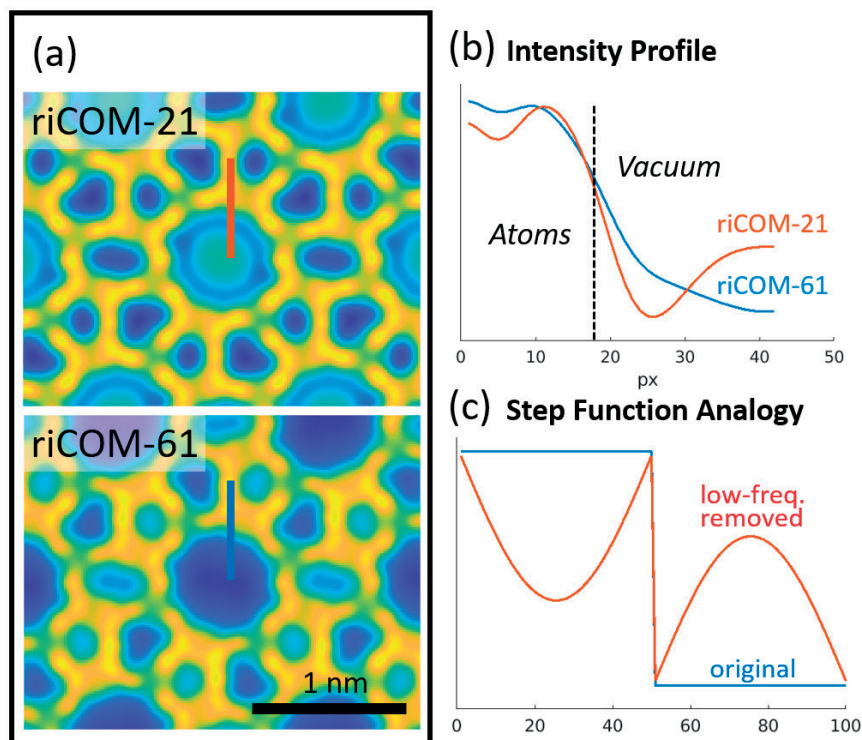 (a)
riCOM-21
riCOM-61
1 nm
(b) Intensity Profile
Vacuum
Atoms
riCOM-21
riCOM-61
0 10 20 30 40 50
px
(c) Step Function Analogy
low-freq.
removed
original
0 20 40 60 80 100